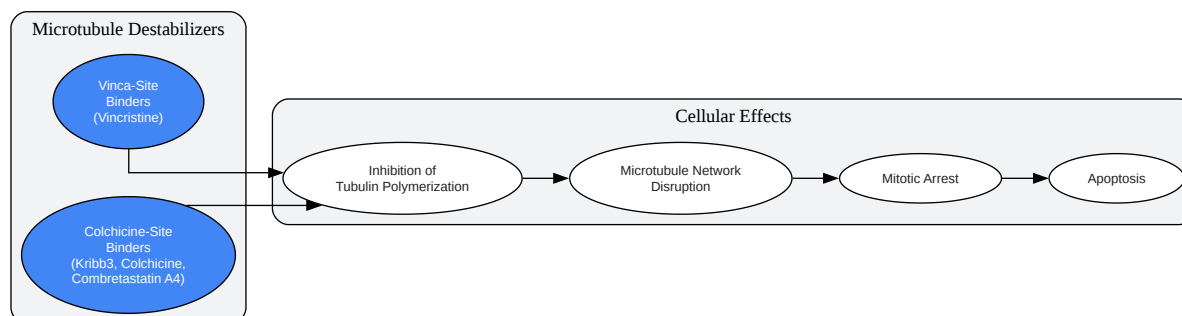 Microtubule Destabilizers
Vinca-Site
Binders
(Vincristine)
Colchicine-Site
Binders
(Kribb3, Colchicine,
Combretastatin A4)
Cellular Effects
Inhibition of
Tubulin Polymerization
Microtubule Network
Disruption
Mitotic Arrest
Apoptosis